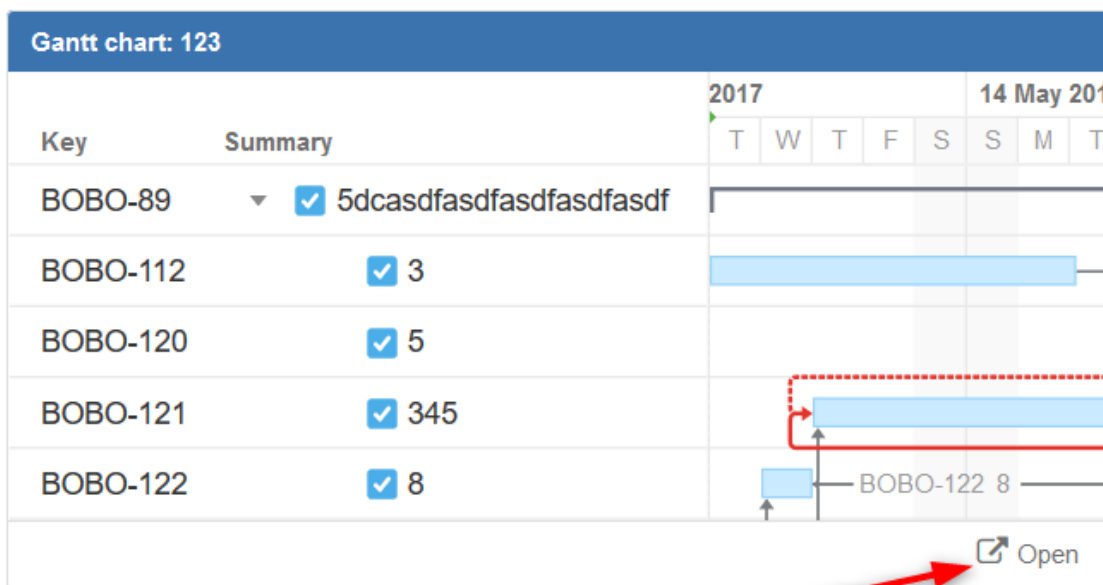 Gantt chart: 123
2017 14 May 201
Key Summary T W T F S S M T
BOBO-89 5dcasdfasdfasdfasdfasdf
BOBO-112 3
BOBO-120 5
BOBO-121 345
BOBO-122 8 BOBO-122 8
Open